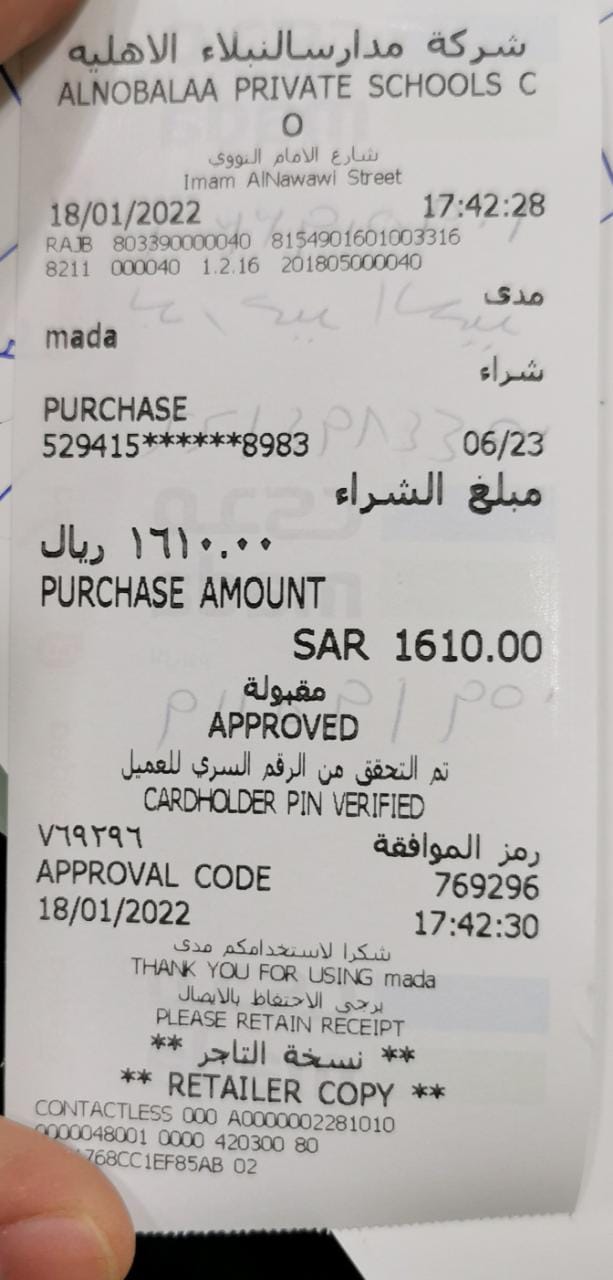 شركة مدارسالنبلاء الاهليه
ALNOBALAA PRIVATE SCHOOLS C
O
شارع الامام النووي
Imam AlNawawi Street
18/01/2022 17:42:28
RAJB 803390000040 8154901601003316
8211 000040 1.2.16 201805000040
مدى
mada
شراء
PURCHASE
529415******8983 06/23
مبلغ الشراء
١٦١٠.٠٠ ريال
PURCHASE AMOUNT
SAR 1610.00
مقبولة
APPROVED
تم التحقق من الرقم السري للعميل
CARDHOLDER PIN VERIFIED
رمز الموافقة ٧٦٩٢٩٦
APPROVAL CODE 769296
18/01/2022 17:42:30
شكرا لاستخدامكم مدى
THANK YOU FOR USING mada
يرجى الاحتفاظ بالايصال
PLEASE RETAIN RECEIPT
** نسخة التاجر **
** RETAILER COPY **
CONTACTLESS 000 A0000002281010
0000048001 0000 420300 80
768CC1EF85AB 02